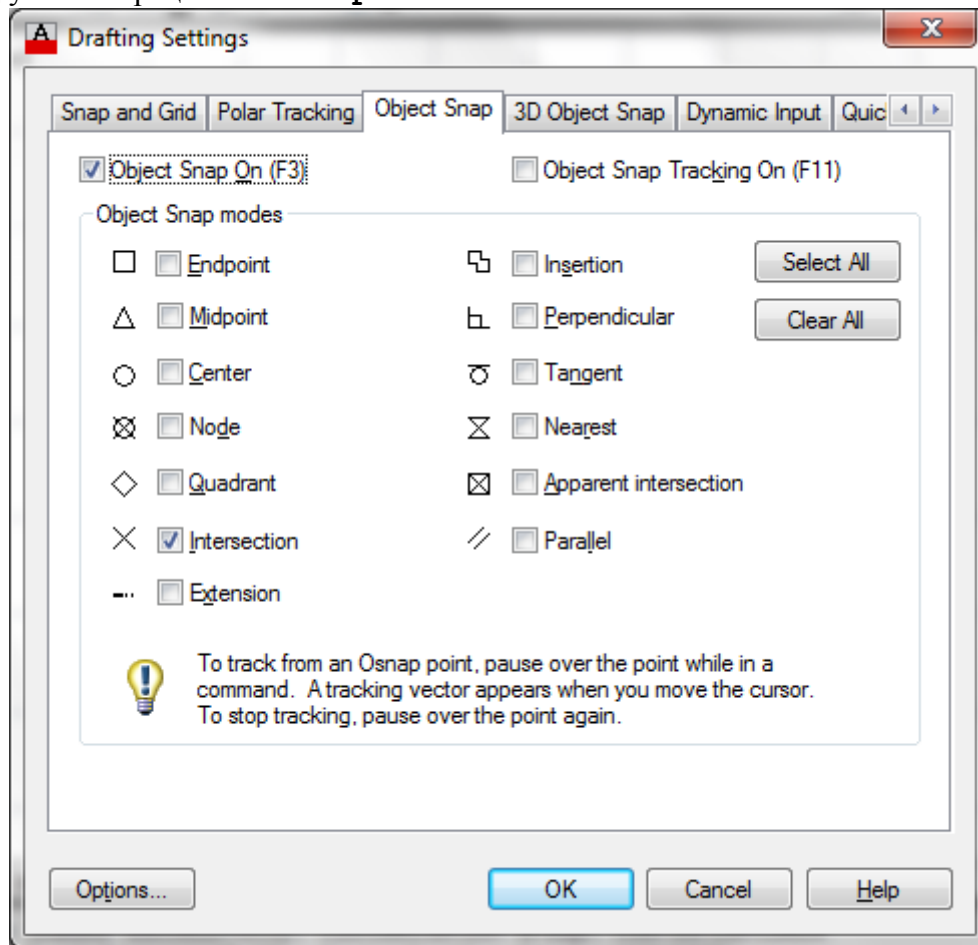 Drafting Settings
Snap and Grid Polar Tracking Object Snap 3D Object Snap Dynamic Input Quic
Object Snap On (F3) Object Snap Tracking On (F11)
Object Snap modes
Endpoint Insertion Select All
Midpoint Perpendicular Clear All
Center Tangent
Node Nearest
Quadrant Apparent intersection
Intersection Parallel
Extension
To track from an Osnap point, pause over the point while in a
command. A tracking vector appears when you move the cursor.
To stop tracking, pause over the point again.
Options... OK Cancel Help